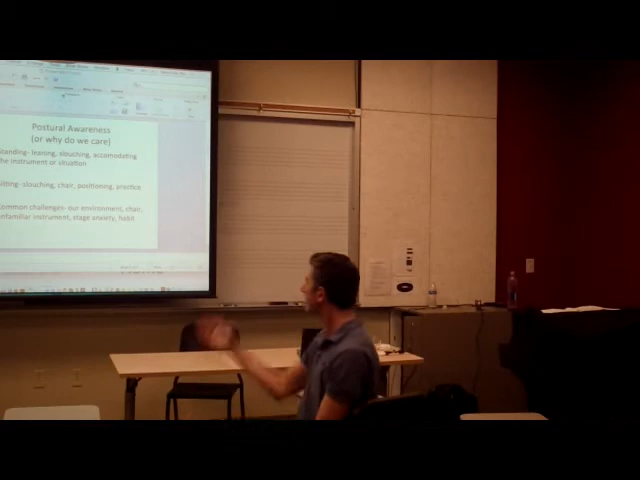 Postural Awareness
(or why do we care)
Standing- leaning, slouching, accomodating
the instrument or situation
Sitting- slouching, chair, positioning, practice
Common challenges- our environment, chair,
unfamiliar instrument, stage anxiety, habit